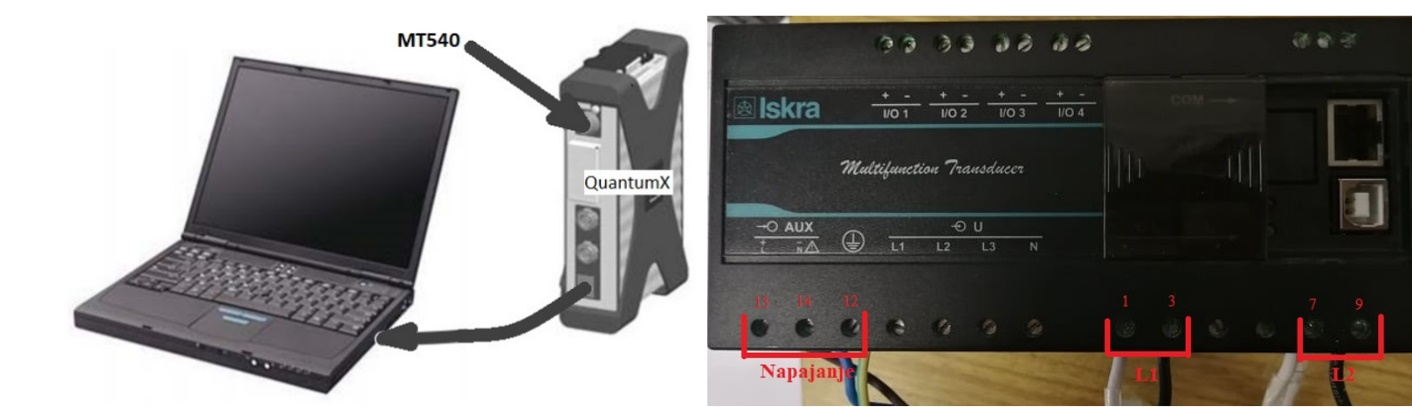 MT540
QuantumX
Iskra
+ - + - + - + -
I/O 1 I/O 2 I/O 3 I/O 4
COM →
Multifunction Transducer
AUX U
+ -
L N L1 L2 L3 N
13 14 12 1 3 7 9
Napajanje L1 L2